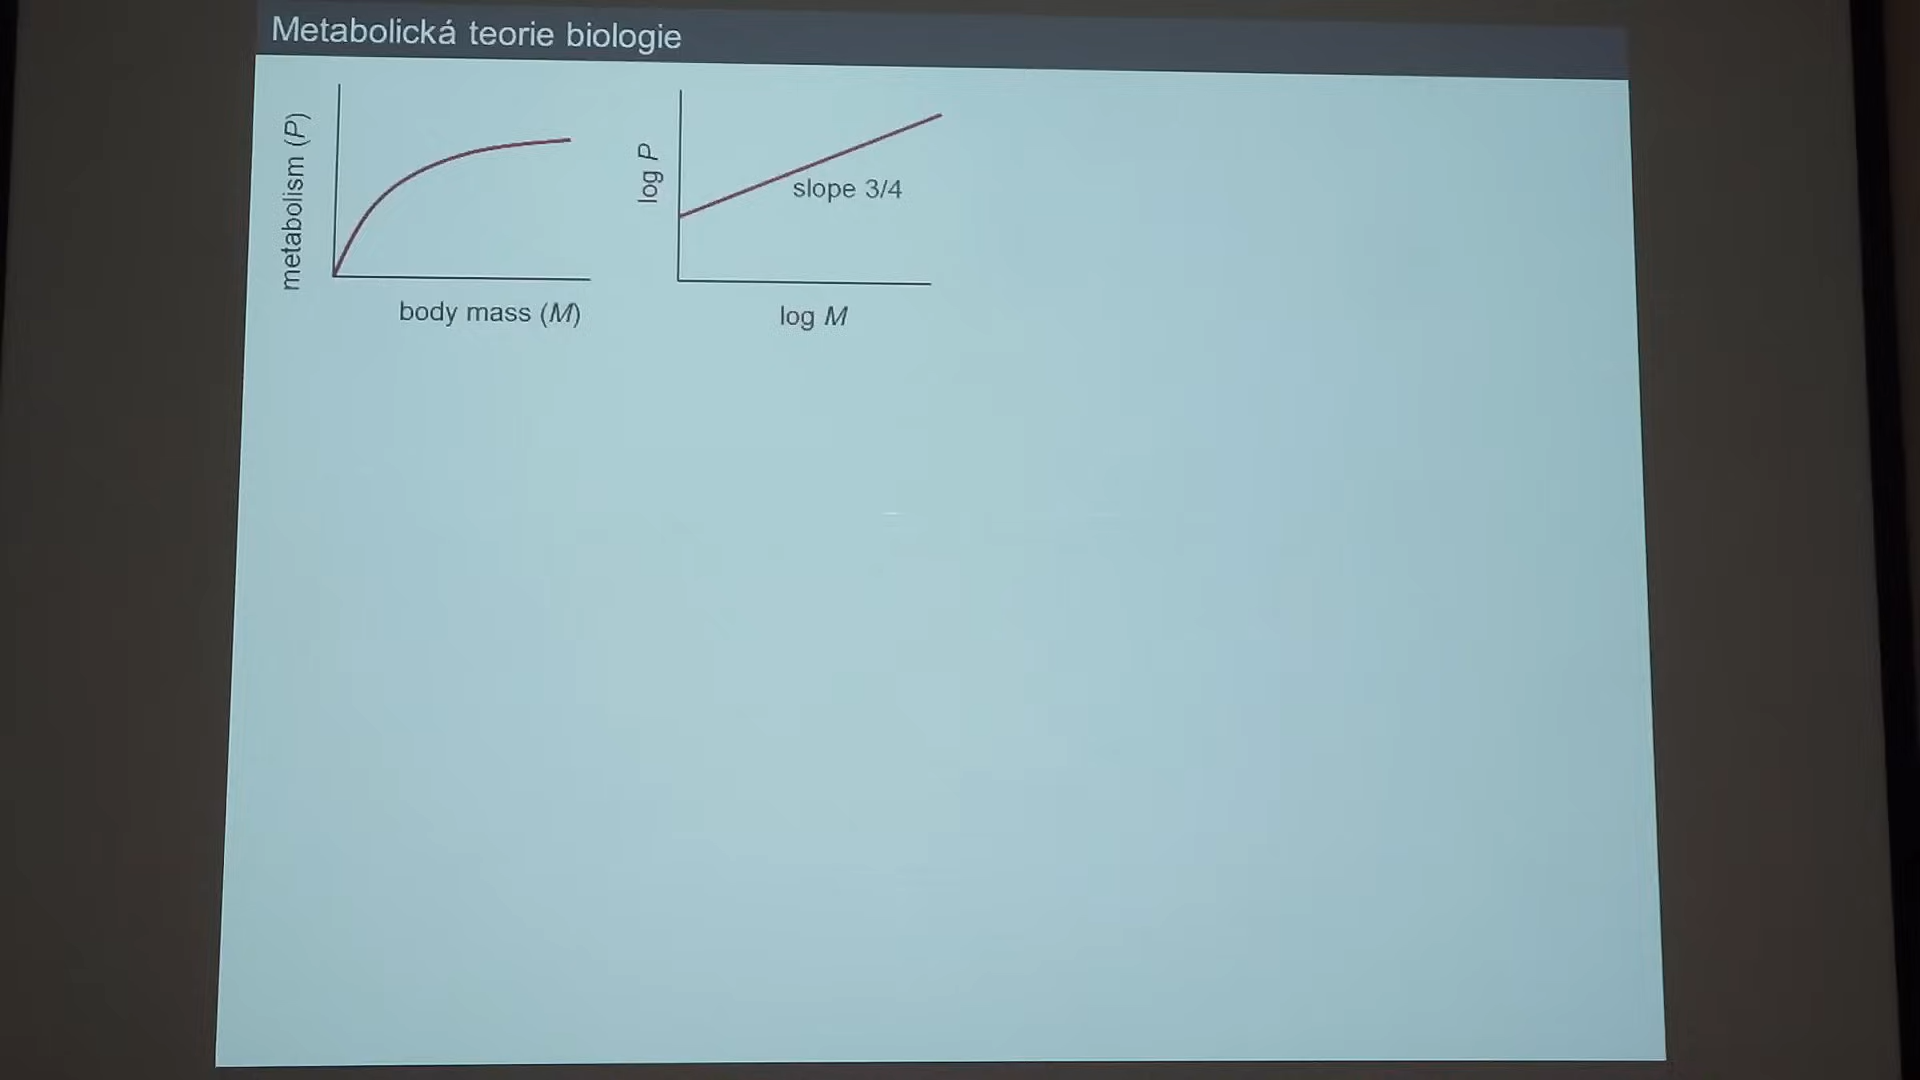 Metabolická teorie biologie
metabolism (P)
body mass (M)
log P
slope 3/4
log M